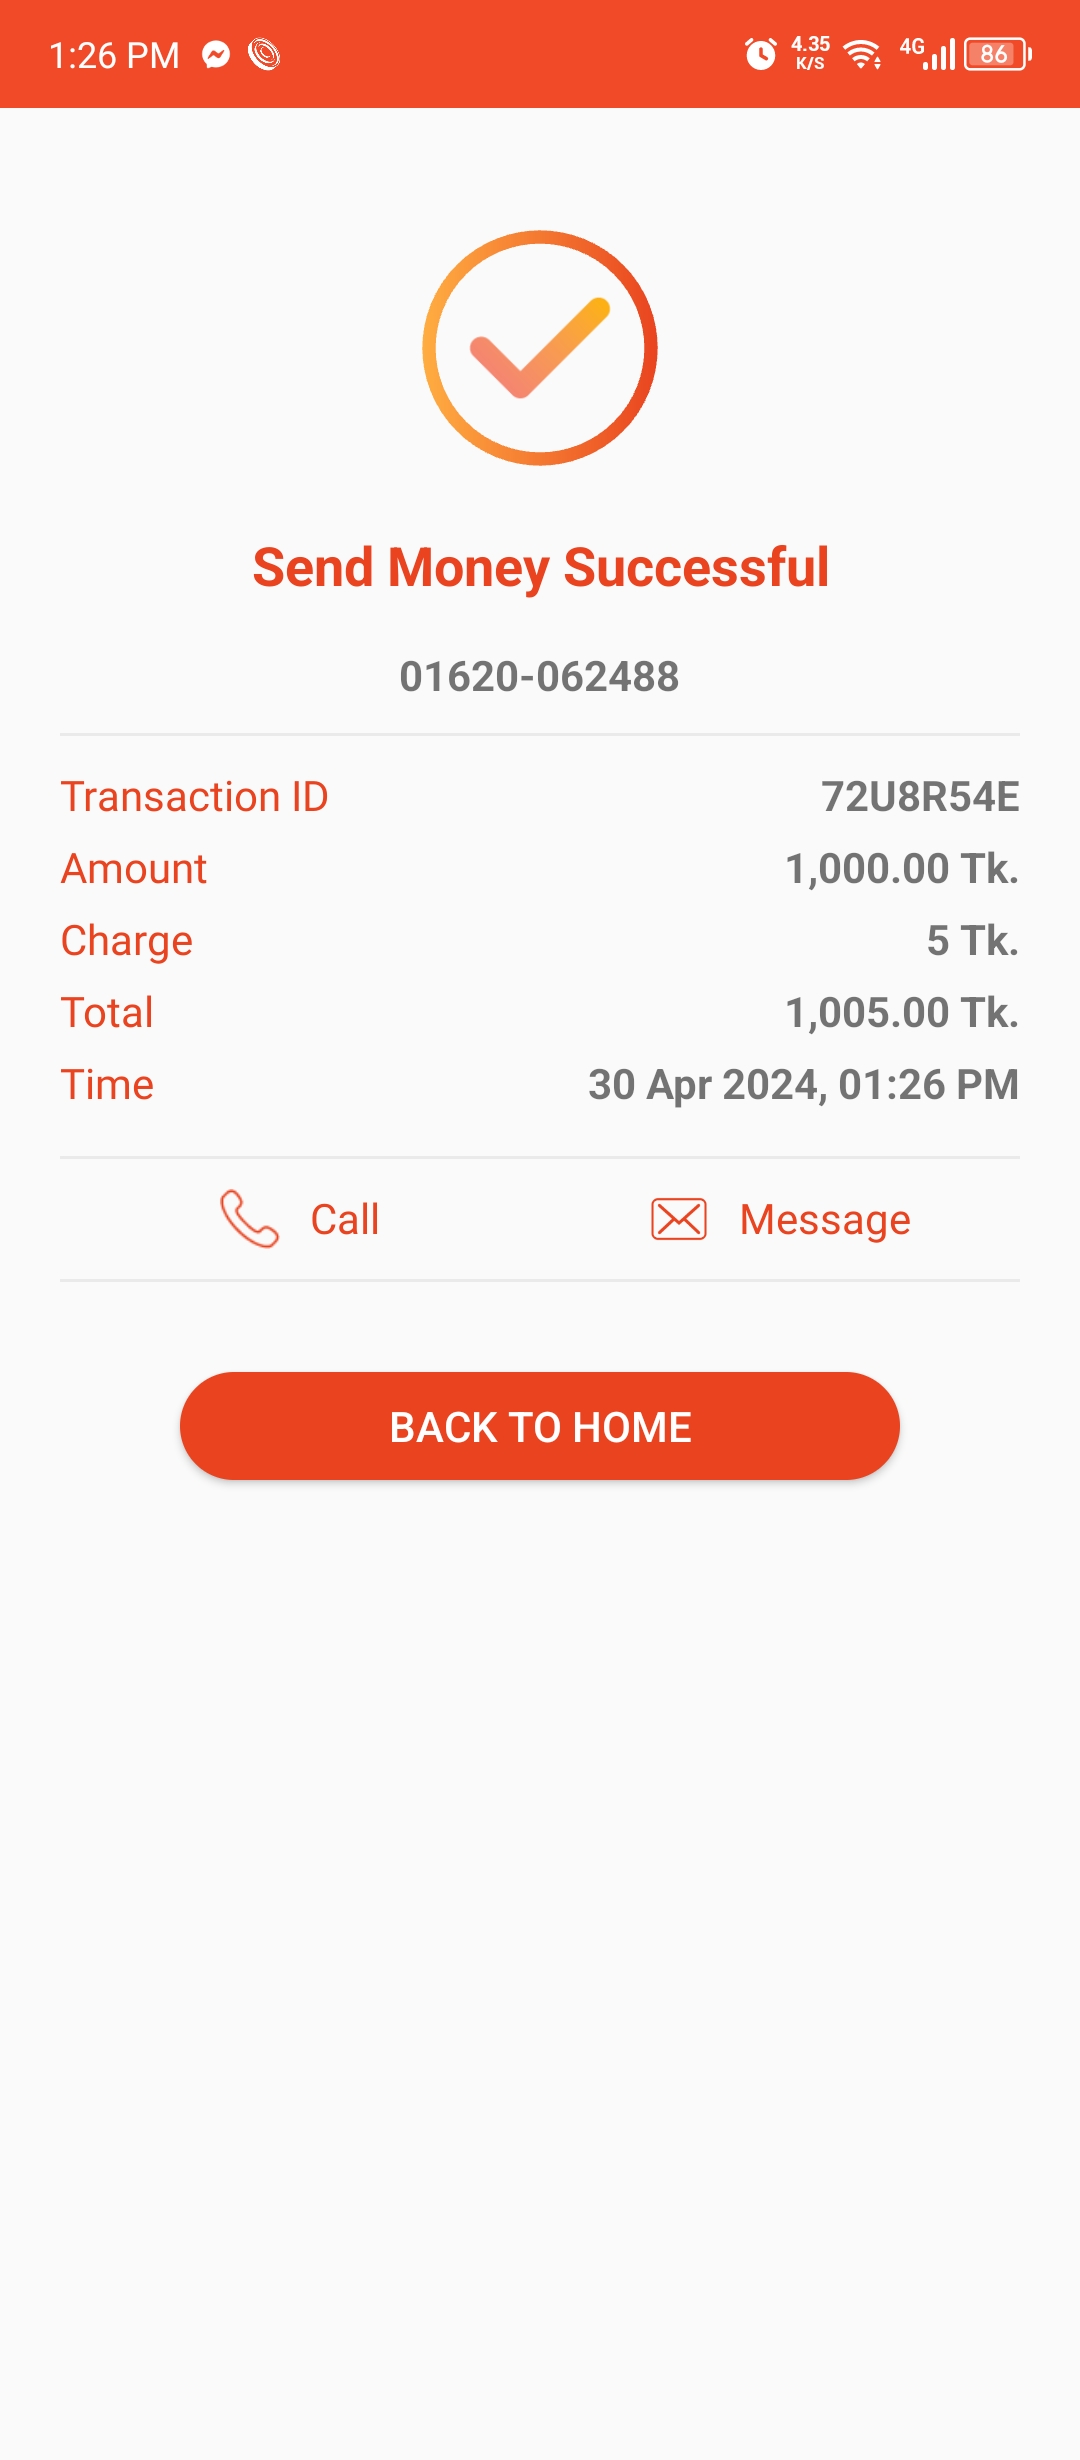 1:26 PM 4.35 K/S 4G 86
Send Money Successful
01620-062488
Transaction ID 72U8R54E
Amount 1,000.00 Tk.
Charge 5 Tk.
Total 1,005.00 Tk.
Time 30 Apr 2024, 01:26 PM
Call Message
BACK TO HOME